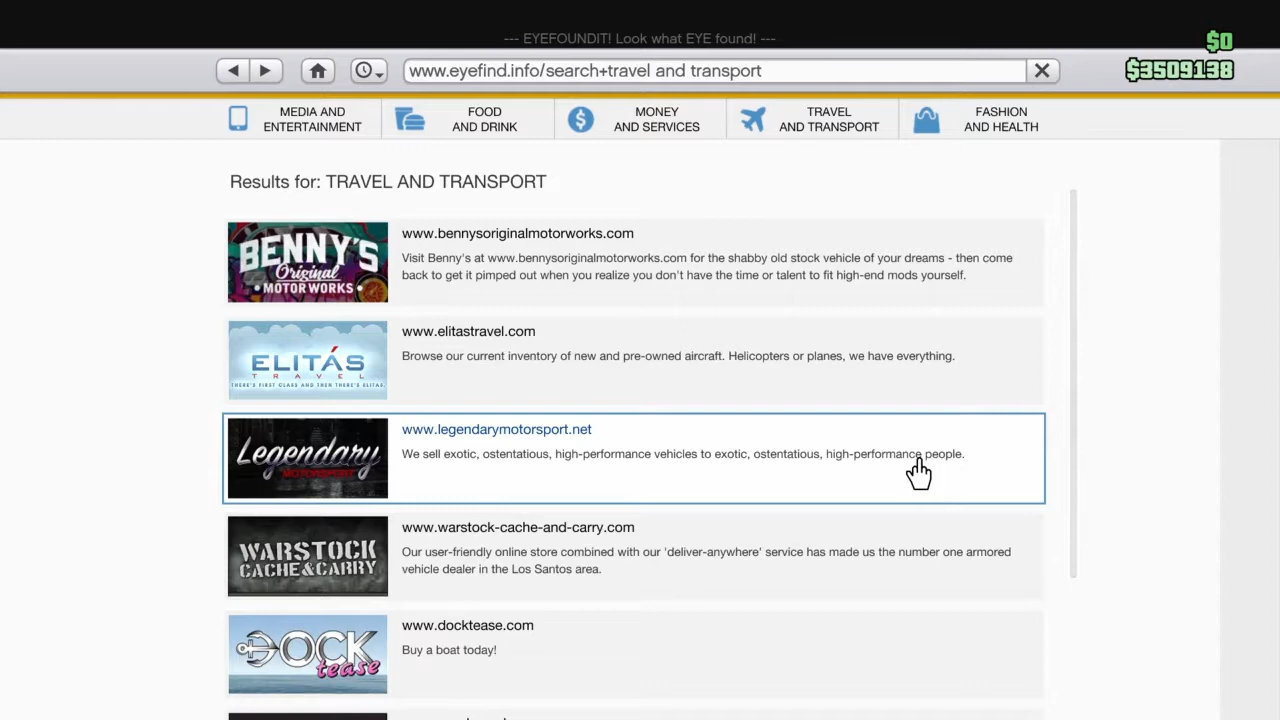 --- EYEFOUNDIT! Look what EYE found! ---
$0
www.eyefind.info/search+travel and transport
$3509138
MEDIA AND
ENTERTAINMENT
FOOD
AND DRINK
MONEY
AND SERVICES
TRAVEL
AND TRANSPORT
FASHION
AND HEALTH
Results for: TRAVEL AND TRANSPORT
BENNY'S
Original
• MOTOR WORKS •
www.bennysoriginalmotorworks.com
Visit Benny's at www.bennysoriginalmotorworks.com for the shabby old stock vehicle of your dreams - then come
back to get it pimped out when you realize you don't have the time or talent to fit high-end mods yourself.
ELITÁS
TRAVEL
THERE'S FIRST CLASS AND THEN THERE'S ELITAS.
www.elitastravel.com
Browse our current inventory of new and pre-owned aircraft. Helicopters or planes, we have everything.
Legendary
MOTORSPORT
www.legendarymotorsport.net
We sell exotic, ostentatious, high-performance vehicles to exotic, ostentatious, high-performance people.
WARSTOCK
CACHE&CARRY
www.warstock-cache-and-carry.com
Our user-friendly online store combined with our 'deliver-anywhere' service has made us the number one armored
vehicle dealer in the Los Santos area.
DOCK
tease
www.docktease.com
Buy a boat today!